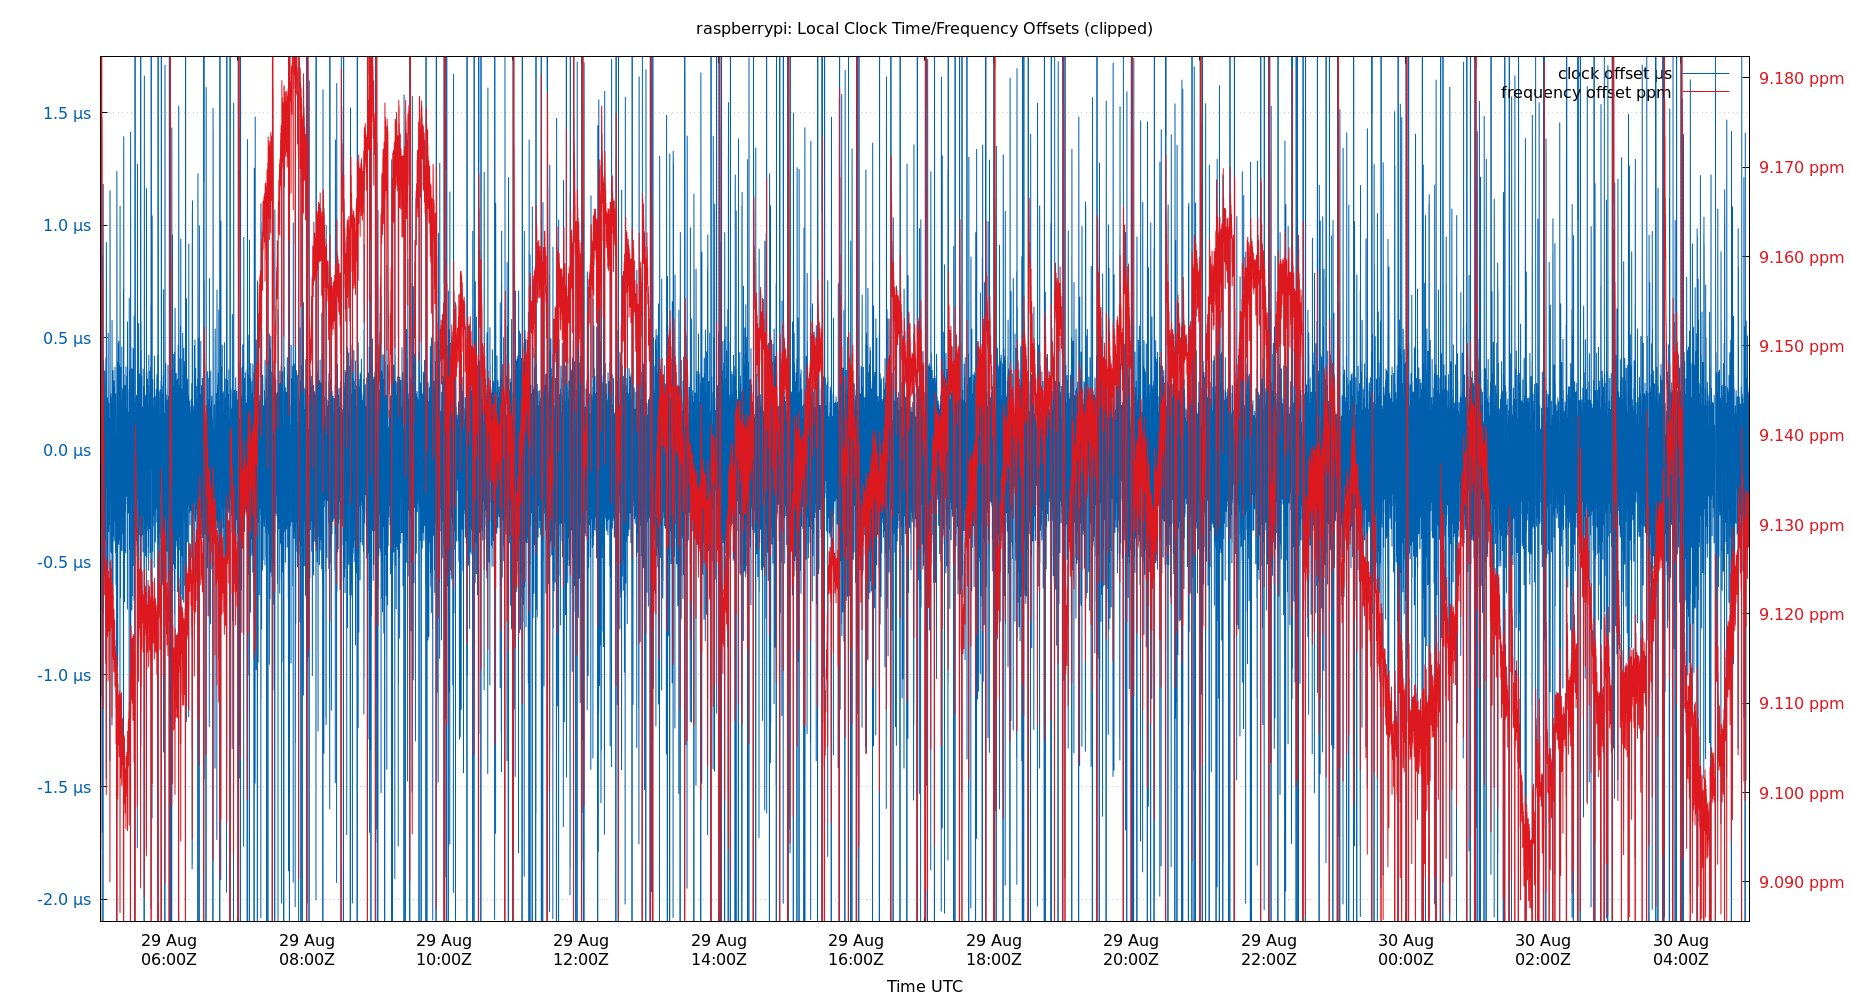 raspberrypi: Local Clock Time/Frequency Offsets (clipped)
clock offset µs
frequency offset ppm
1.5 µs
1.0 µs
0.5 µs
0.0 µs
-0.5 µs
-1.0 µs
-1.5 µs
-2.0 µs
9.180 ppm
9.170 ppm
9.160 ppm
9.150 ppm
9.140 ppm
9.130 ppm
9.120 ppm
9.110 ppm
9.100 ppm
9.090 ppm
29 Aug
06:00Z
29 Aug
08:00Z
29 Aug
10:00Z
29 Aug
12:00Z
29 Aug
14:00Z
29 Aug
16:00Z
29 Aug
18:00Z
29 Aug
20:00Z
29 Aug
22:00Z
30 Aug
00:00Z
30 Aug
02:00Z
30 Aug
04:00Z
Time UTC